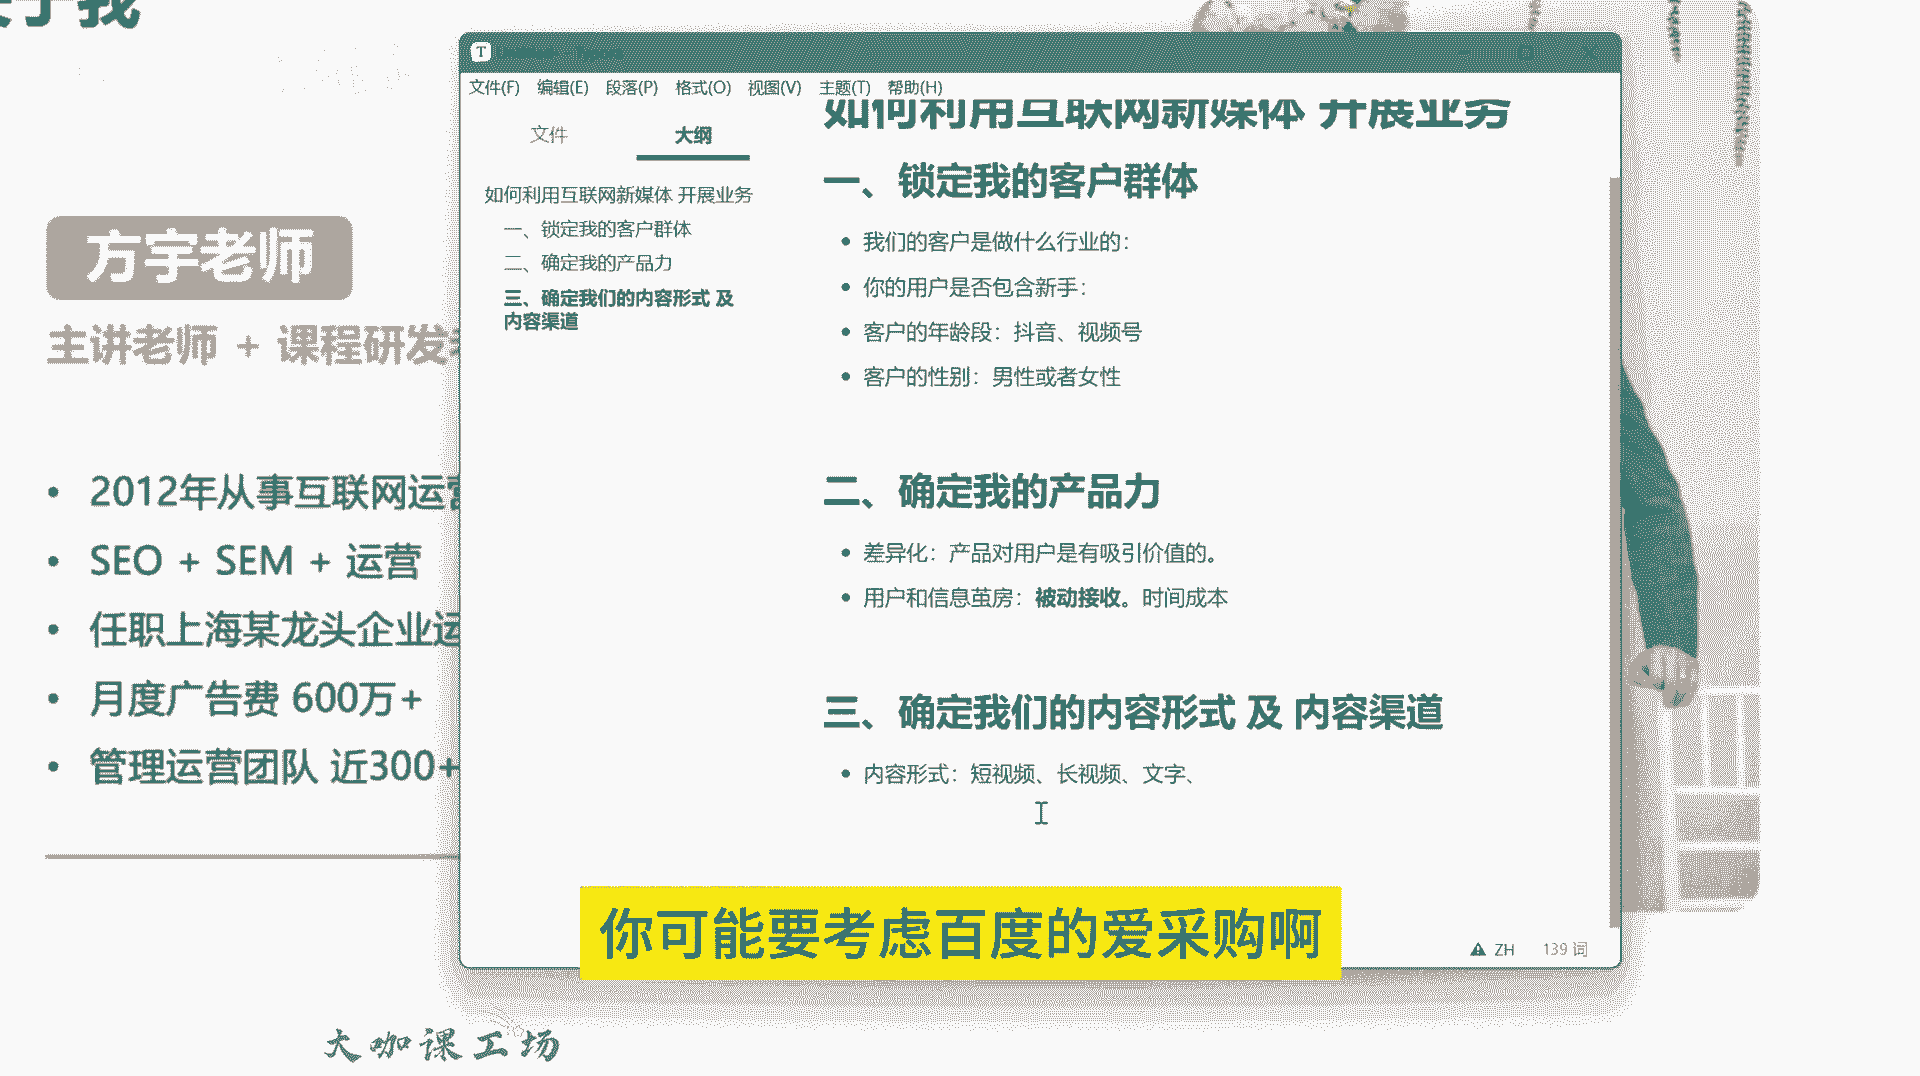 方宇老师
主讲老师 + 课程研发
2012年从事互联网运营
SEO + SEM + 运营
任职上海某龙头企业运
月度广告费 600万+
管理运营团队 近300+
文件(F) 编辑(E) 段落(P) 格式(O) 视图(V) 主题(T) 帮助(H)
文件 大纲
如何利用互联网新媒体 开展业务
一、锁定我的客户群体
二、确定我的产品力
三、确定我们的内容形式 及
内容渠道
如何利用互联网新媒体 开展业务
一、锁定我的客户群体
我们的客户是做什么行业的：
你的用户是否包含新手：
客户的年龄段：抖音、视频号
客户的性别：男性或者女性
二、确定我的产品力
差异化：产品对用户是有吸引价值的。
用户和信息茧房：被动接收。时间成本
三、确定我们的内容形式 及 内容渠道
内容形式：短视频、长视频、文字、
你可能要考虑百度的爱采购啊
ZH 139 词
大咖课工场